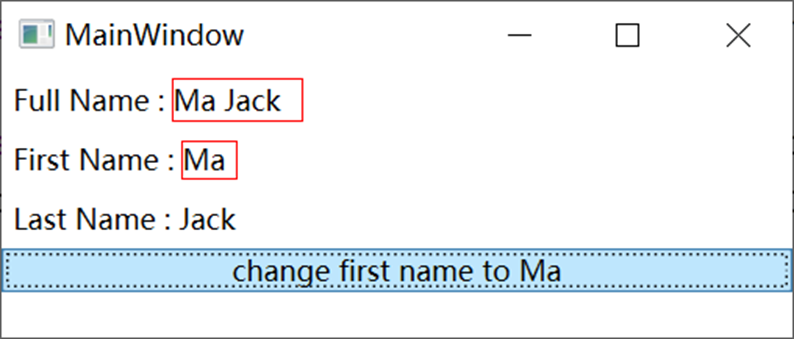 MainWindow
Full Name : Ma Jack
First Name : Ma
Last Name : Jack
change first name to Ma